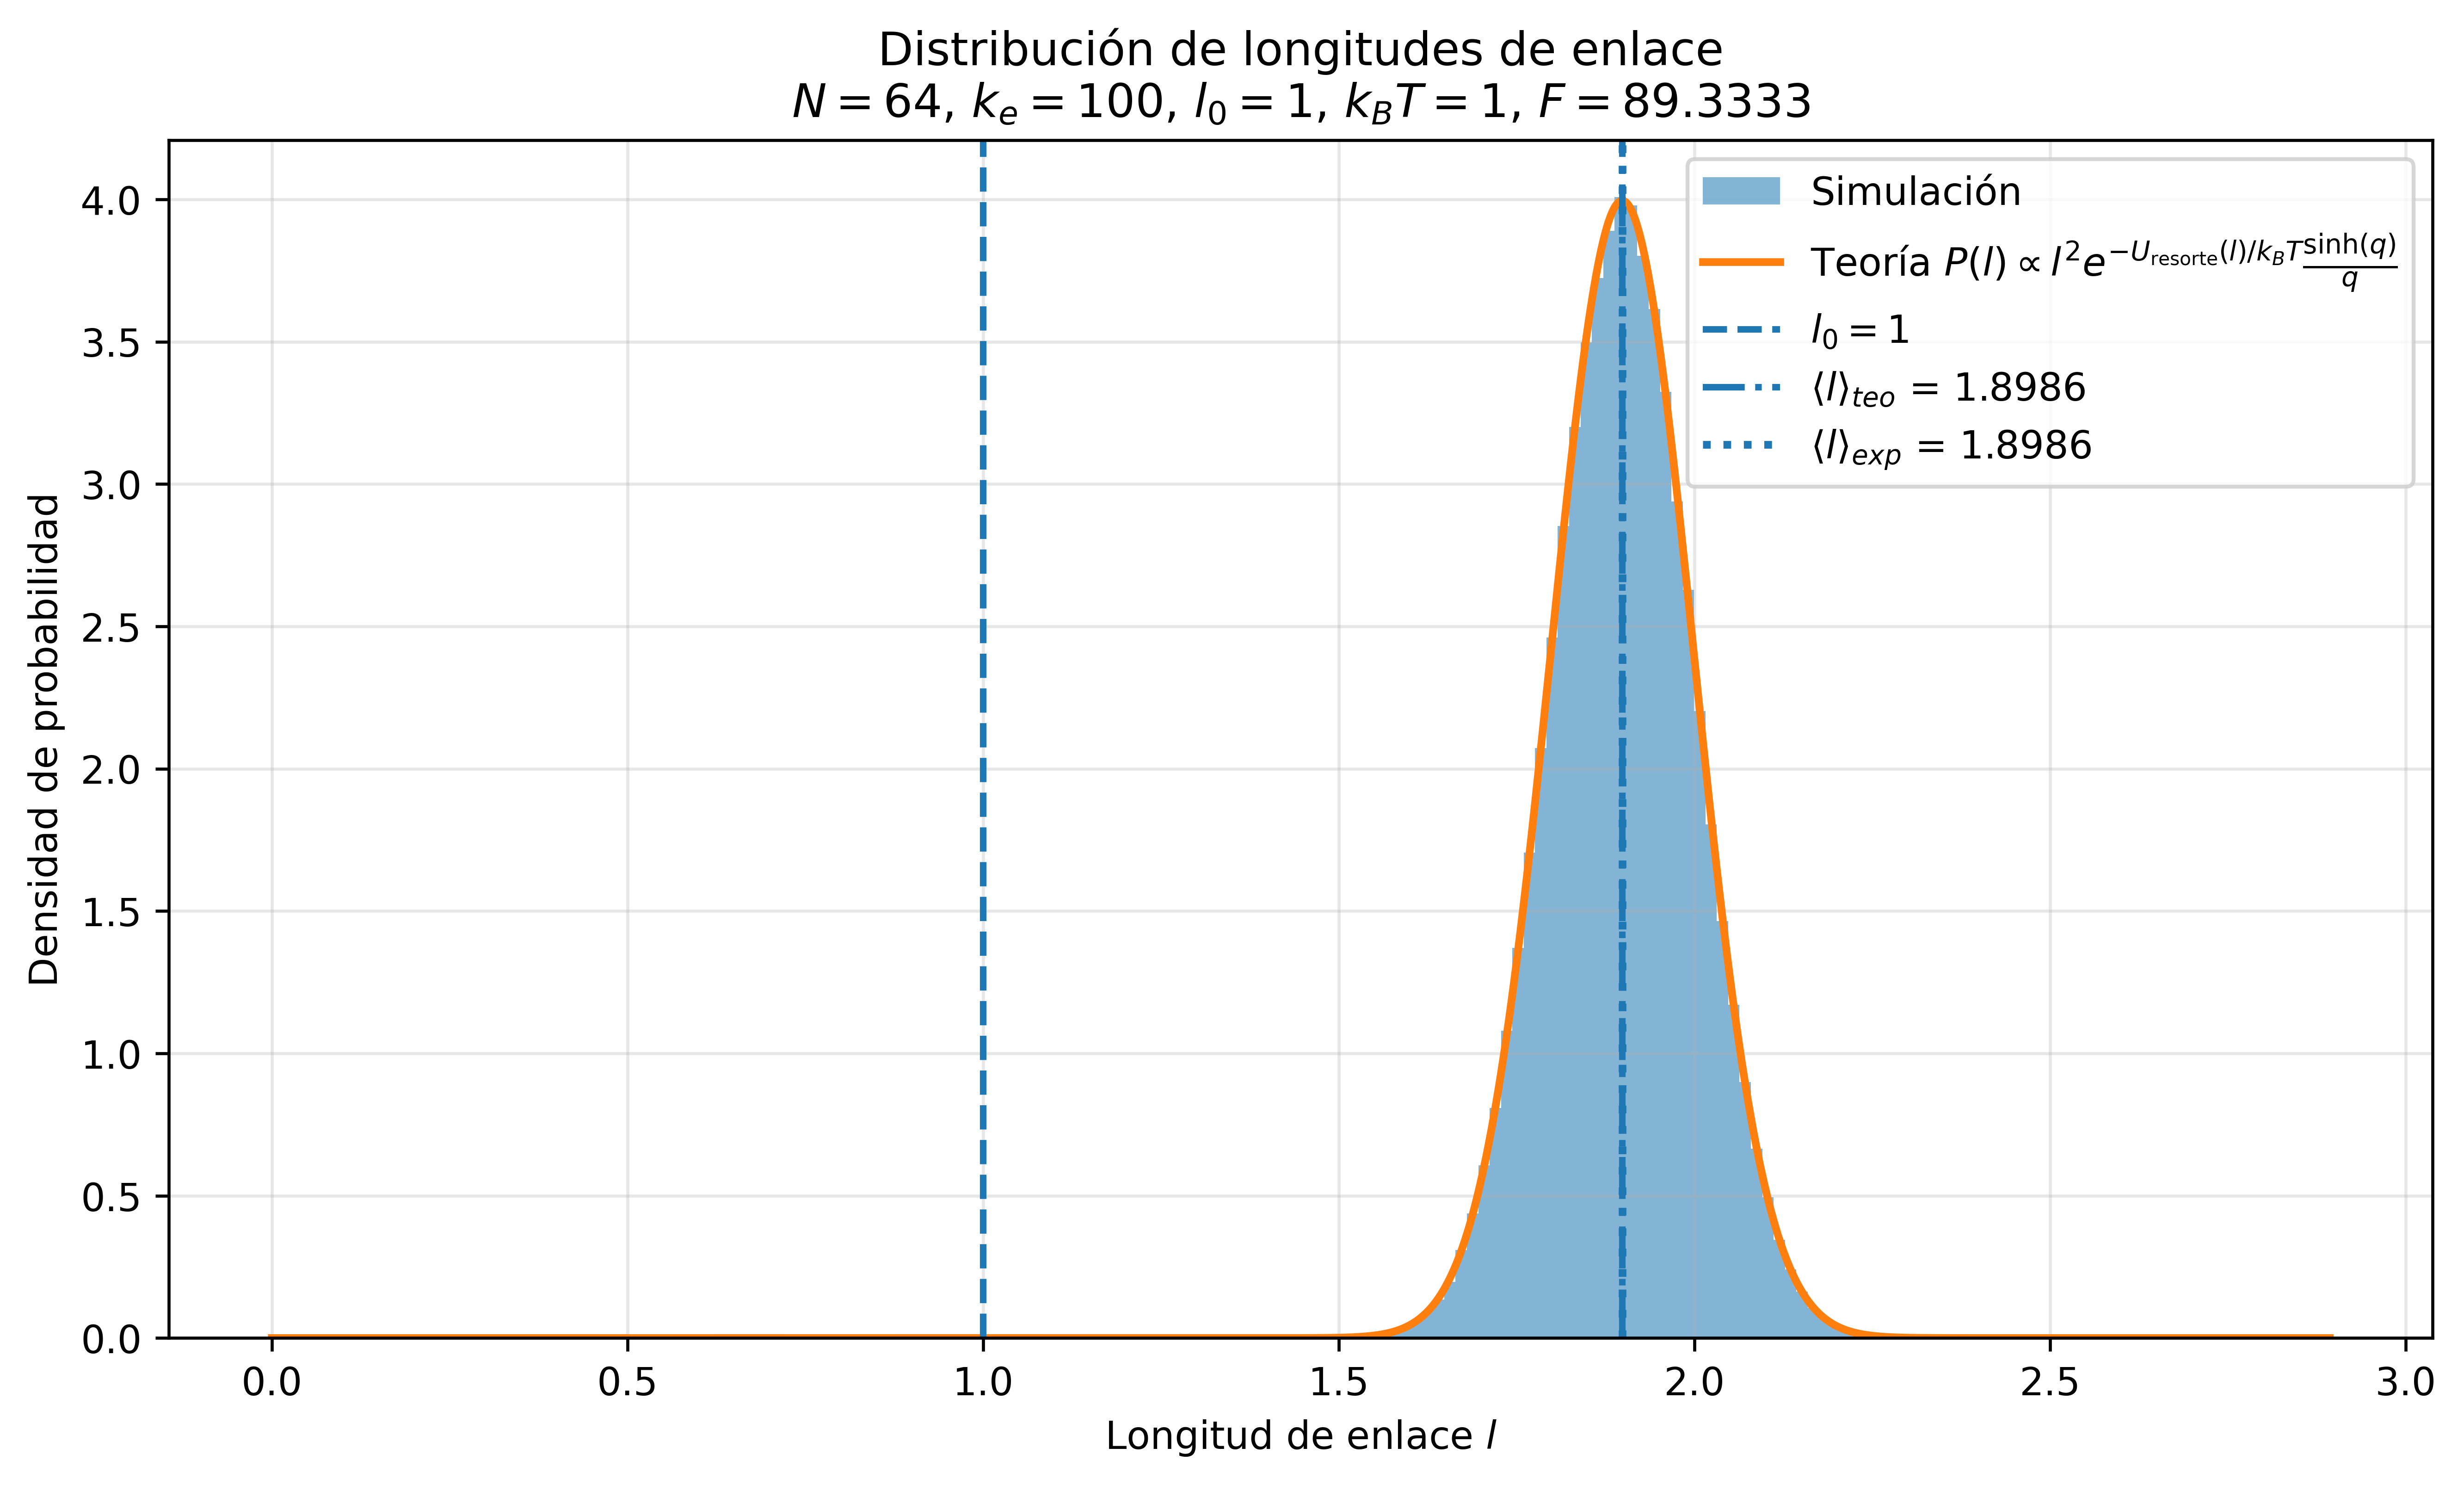 Distribución de longitudes de enlace
N = 64, k_e = 100, l_0 = 1, k_BT = 1, F = 89.3333
Simulación
Teoría P(l) ∝ l^2 e^{−U_resorte(l)/k_BT} sinh(q)/q
l_0 = 1
⟨l⟩_teo = 1.8986
⟨l⟩_exp = 1.8986
Densidad de probabilidad
4.0
3.5
3.0
2.5
2.0
1.5
1.0
0.5
0.0
0.0 0.5 1.0 1.5 2.0 2.5 3.0
Longitud de enlace l